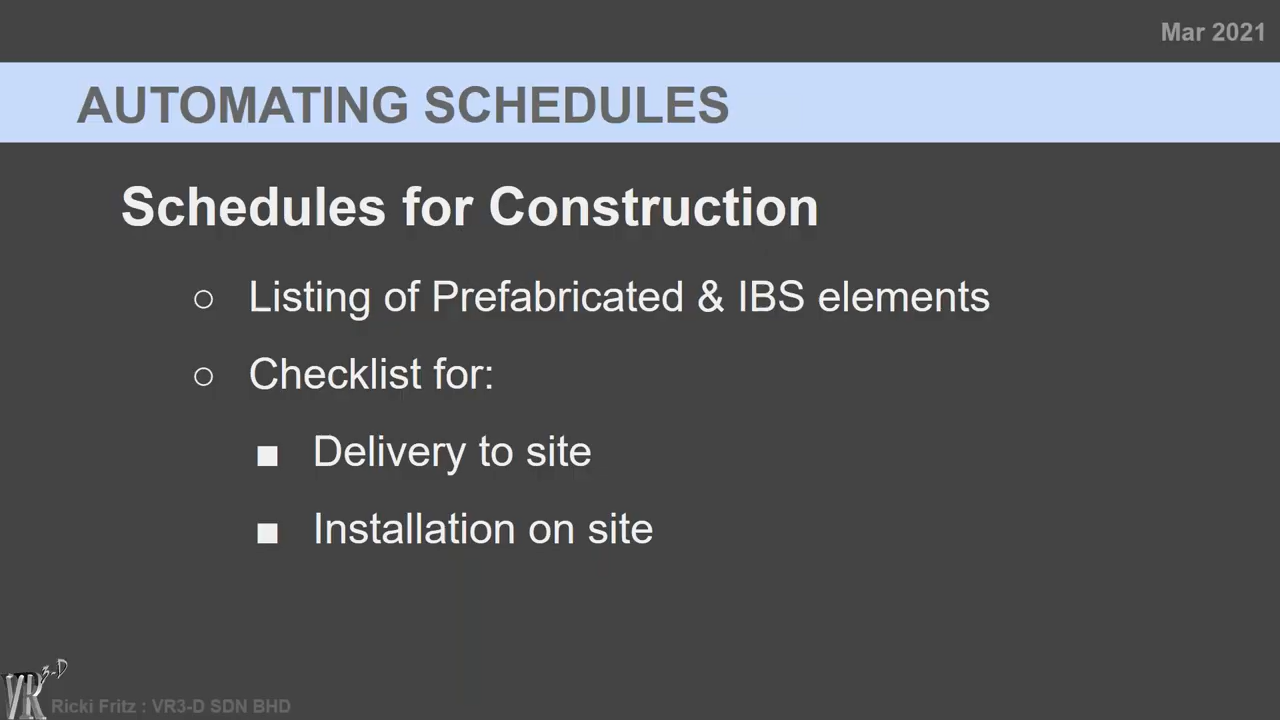 Mar 2021
AUTOMATING SCHEDULES
Schedules for Construction
○ Listing of Prefabricated & IBS elements
○ Checklist for:
■ Delivery to site
■ Installation on site
VR3-D
Ricki Fritz : VR3-D SDN BHD